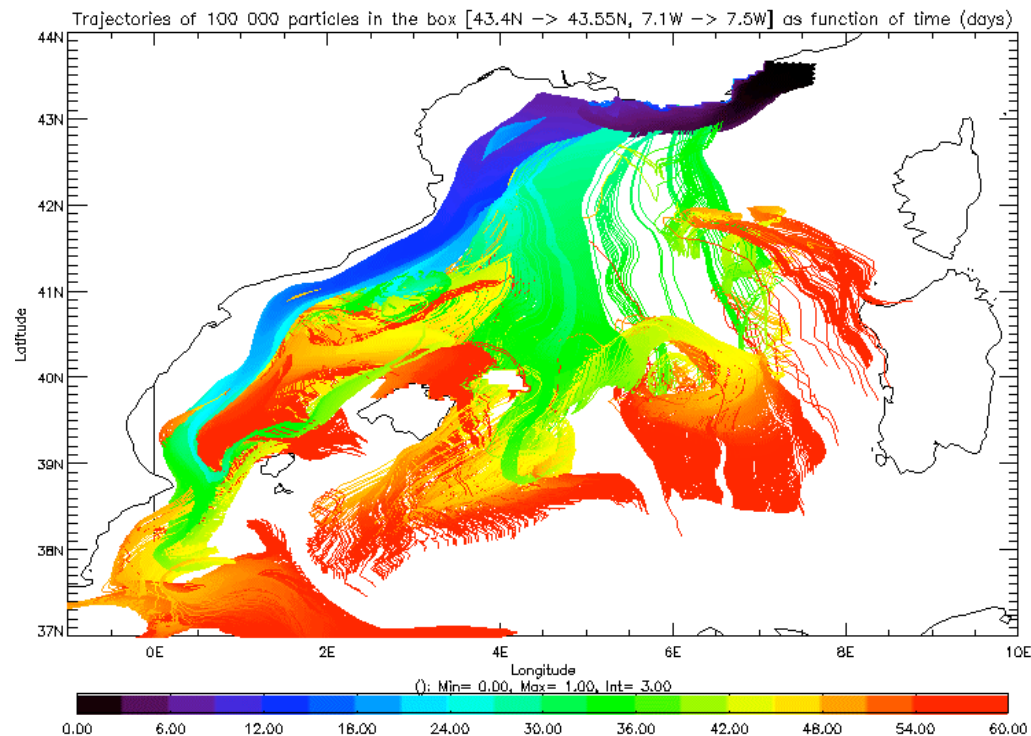 Trajectories of 100 000 particles in the box [43.4N -> 43.55N, 7.1W -> 7.5W] as function of time (days)
44N
43N
42N
41N
40N
39N
38N
37N
Latitude
0E 2E 4E 6E 8E 10E
Longitude
(): Min= 0.00, Max= 1.00, Int= 3.00
0.00 6.00 12.00 18.00 24.00 30.00 36.00 42.00 48.00 54.00 60.00